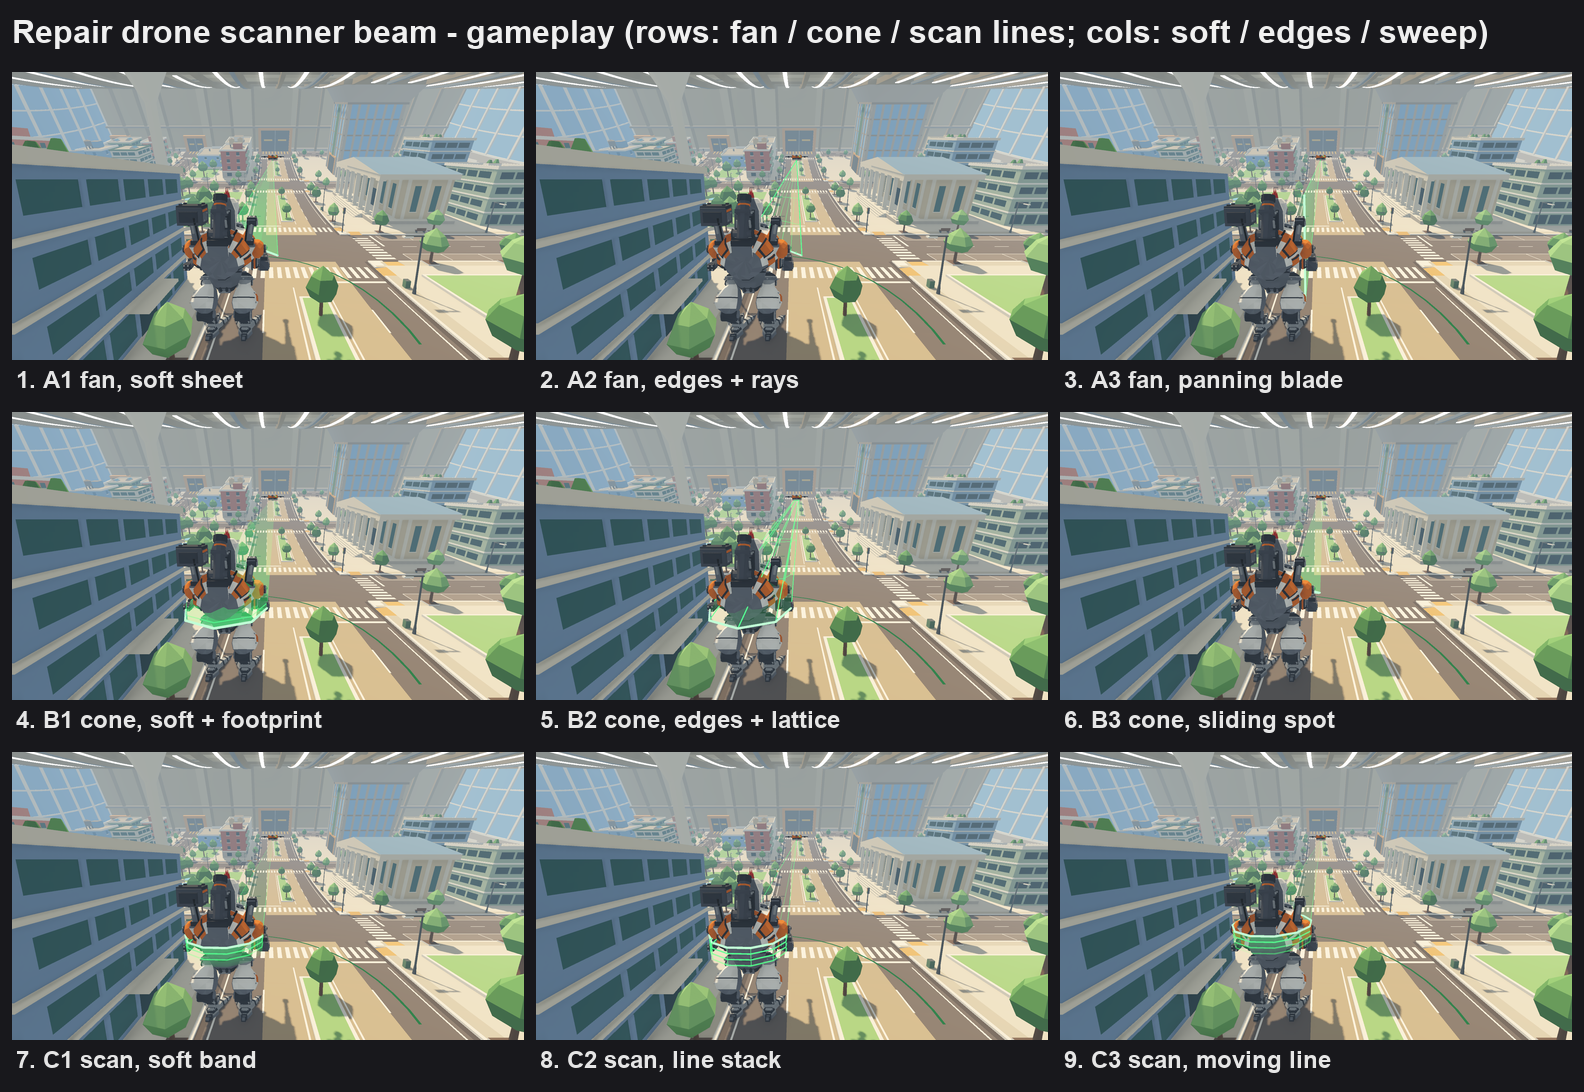 Repair drone scanner beam - gameplay (rows: fan / cone / scan lines; cols: soft / edges / sweep)
1. A1 fan, soft sheet
2. A2 fan, edges + rays
3. A3 fan, panning blade
4. B1 cone, soft + footprint
5. B2 cone, edges + lattice
6. B3 cone, sliding spot
7. C1 scan, soft band
8. C2 scan, line stack
9. C3 scan, moving line